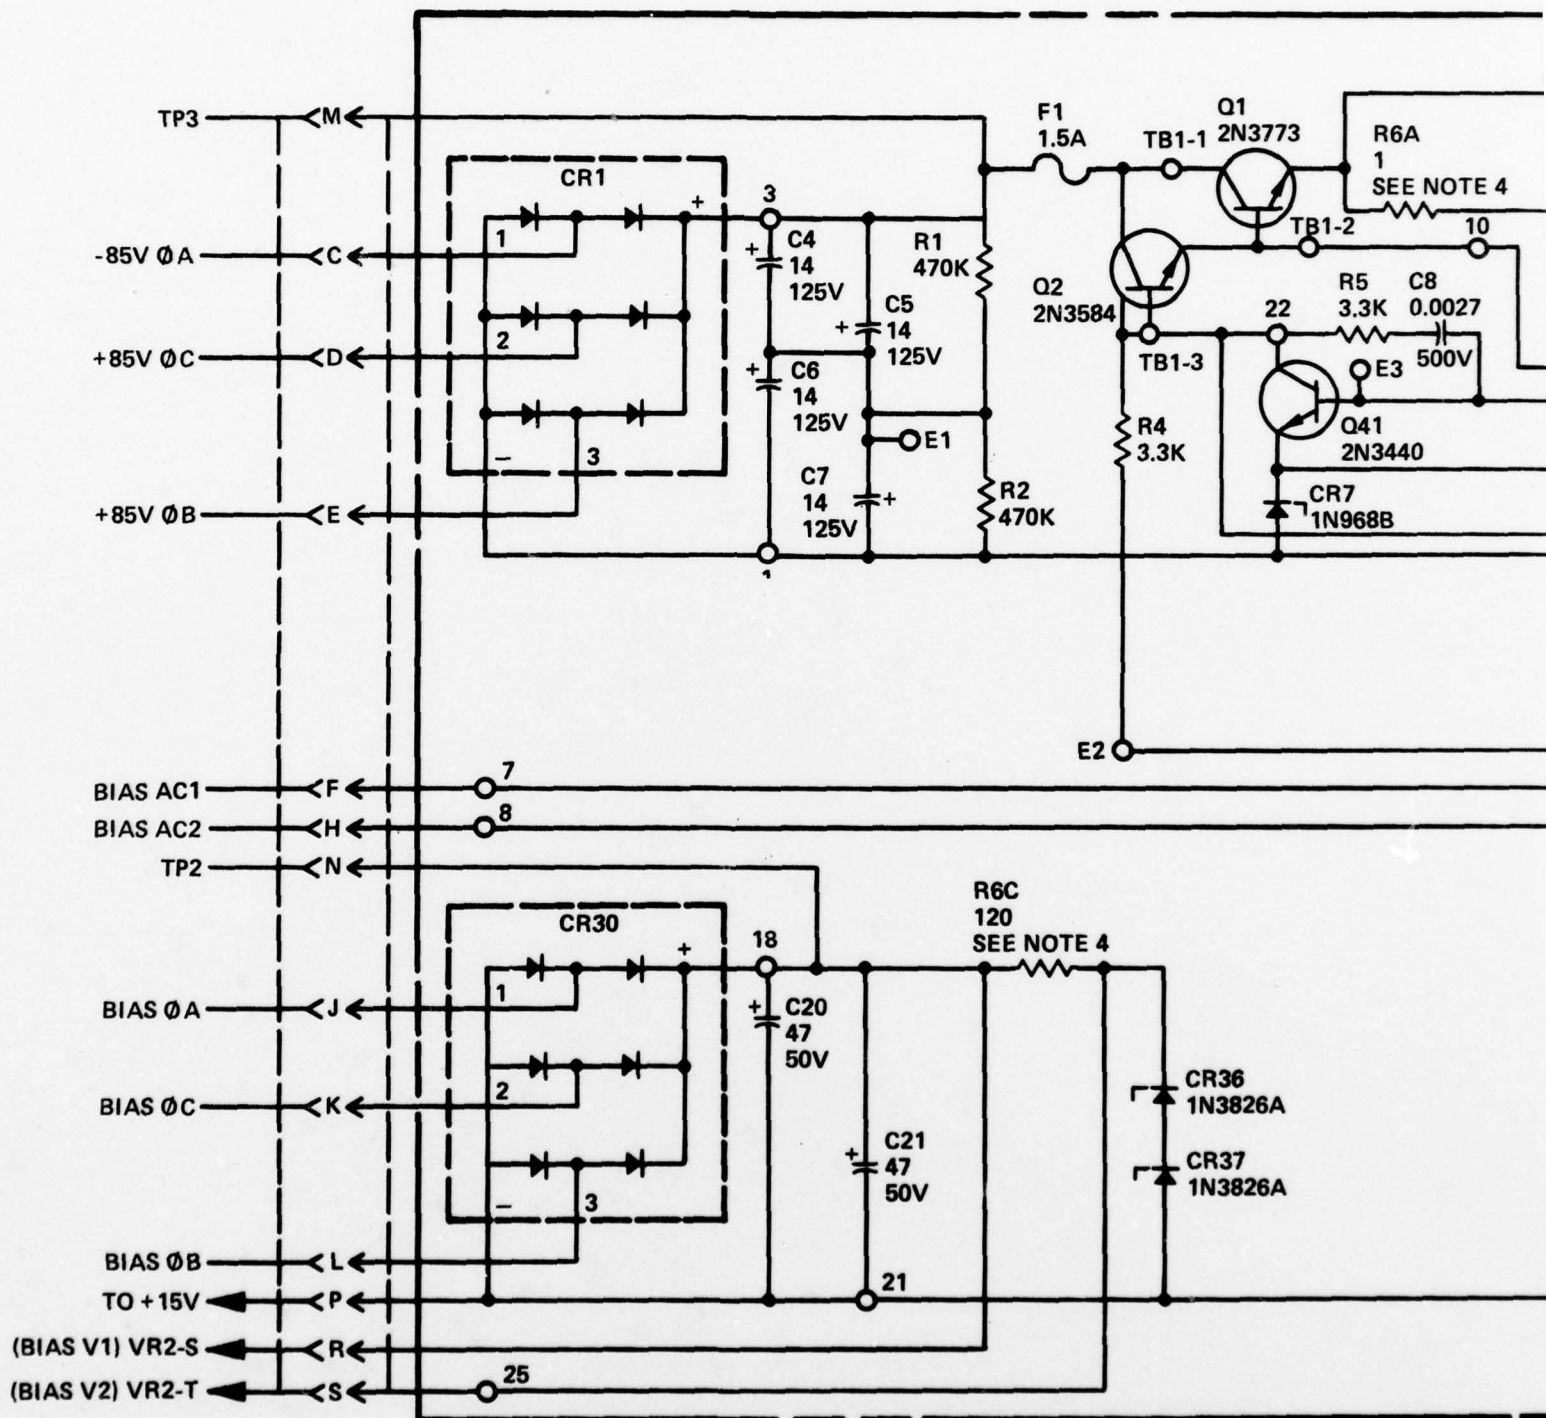 TP3
M
CR1
+
1
-85V ØA
C
2
+85V ØC
D
3
–
+85V ØB
E
3
+
C4
14
125V
+
C5
14
125V
+
C6
14
125V
E1
C7
14
125V
+
1
R1
470K
R2
470K
F1
1.5A
TB1-1
Q1
2N3773
R6A
1
SEE NOTE 4
TB1-2
10
Q2
2N3584
TB1-3
22
R5
3.3K
C8
0.0027
500V
E3
Q41
2N3440
R4
3.3K
CR7
1N968B
E2
BIAS AC1
F
7
BIAS AC2
H
8
TP2
N
CR30
+
18
1
BIAS ØA
J
2
BIAS ØC
K
–
3
BIAS ØB
L
+
C20
47
50V
+
C21
47
50V
R6C
120
SEE NOTE 4
CR36
1N3826A
CR37
1N3826A
TO +15V
P
21
(BIAS V1) VR2-S
R
(BIAS V2) VR2-T
S
25